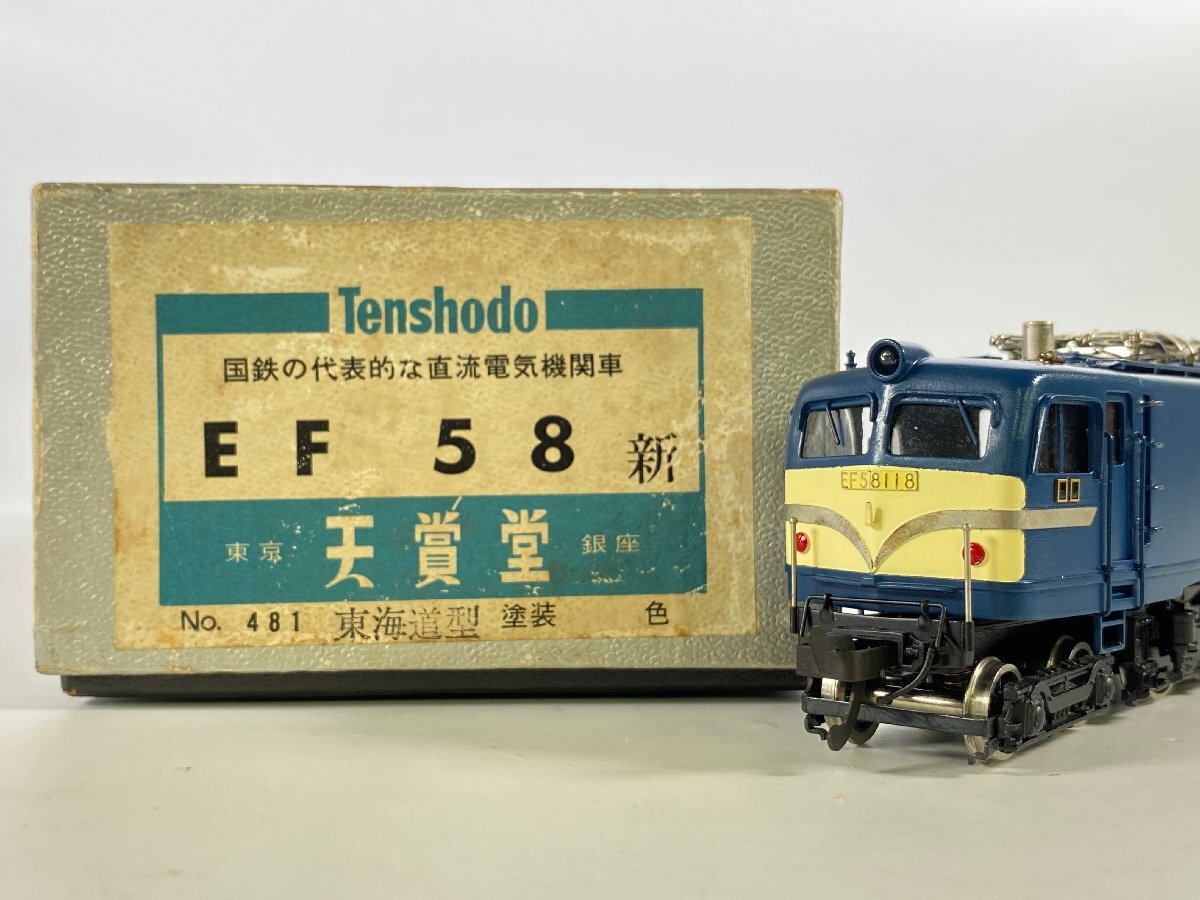 Tenshodo
国鉄の代表的な直流電気機関車
EF 58 新
東京 天賞堂 銀座
No. 481 東海道型 塗装 色
EF58118